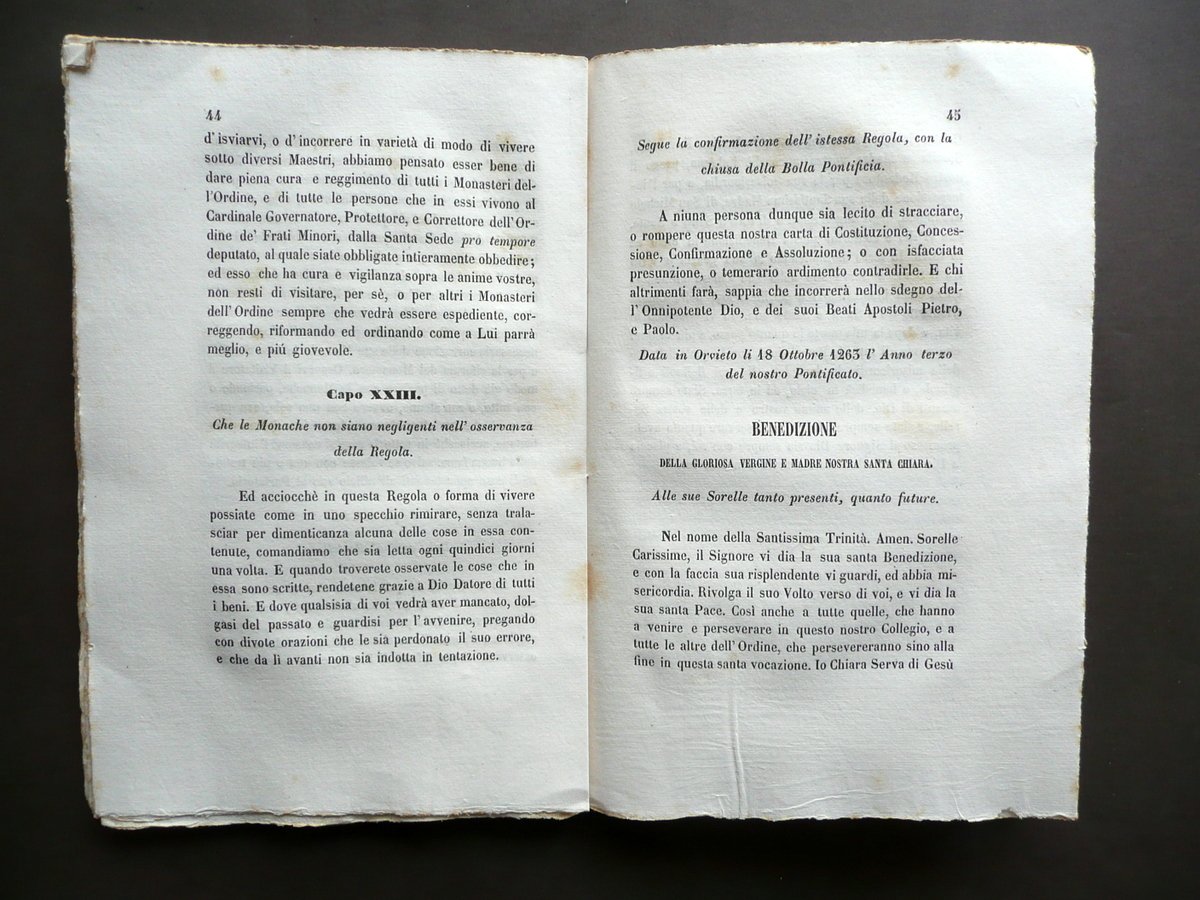 44
d'isviarvi, o d'incorrere in varietà di modo di vivere
sotto diversi Maestri, abbiamo pensato esser bene di
dare piena cura e reggimento di tutti i Monasteri del-
l'Ordine, e di tutte le persone che in essi vivono al
Cardinale Governatore, Protettore, e Correttore dell'Or-
dine de' Frati Minori, dalla Santa Sede pro tempore
deputato, al quale siate obbligate intieramente obbedire;
ed esso che ha cura e vigilanza sopra le anime vostre,
non resti di visitare, per sè, o per altri i Monasteri
dell'Ordine sempre che vedrà essere espediente, cor-
reggendo, riformando ed ordinando come a Lui parrà
meglio, e piú giovevole.
Capo XXIII.
Che le Monache non siano negligenti nell'osservanza
della Regola.
Ed acciocchè in questa Regola o forma di vivere
possiate come in uno specchio rimirare, senza trala-
sciar per dimenticanza alcuna delle cose in essa con-
tenute, comandiamo che sia letta ogni quindici giorni
una volta. E quando troverete osservate le cose che in
essa sono scritte, rendetene grazie a Dio Datore di tutti
i beni. E dove qualsisia di voi vedrà aver mancato, dol-
gasi del passato e guardisi per l'avvenire, pregando
con divote orazioni che le sia perdonato il suo errore,
e che da lì avanti non sia indotta in tentazione.
45
Segue la confirmazione dell'istessa Regola, con la
chiusa della Bolla Pontificia.
A niuna persona dunque sia lecito di stracciare,
o rompere questa nostra carta di Costituzione, Conces-
sione, Confirmazione e Assoluzione; o con isfacciata
presunzione, o temerario ardimento contradirle. E chi
altrimenti farà, sappia che incorrerà nello sdegno del-
l'Onnipotente Dio, e dei suoi Beati Apostoli Pietro,
e Paolo.
Data in Orvieto li 18 Ottobre 1263 l'Anno terzo
del nostro Pontificato.
BENEDIZIONE
DELLA GLORIOSA VERGINE E MADRE NOSTRA SANTA CHIARA.
Alle sue Sorelle tanto presenti, quanto future.
Nel nome della Santissima Trinità. Amen. Sorelle
Carissime, il Signore vi dia la sua santa Benedizione,
e con la faccia sua risplendente vi guardi, ed abbia mi-
sericordia. Rivolga il suo Volto verso di voi, e vi dia la
sua santa Pace. Così anche a tutte quelle, che hanno
a venire e perseverare in questo nostro Collegio, e a
tutte le altre dell'Ordine, che persevereranno sino alla
fine in questa santa vocazione. Io Chiara Serva di Gesù